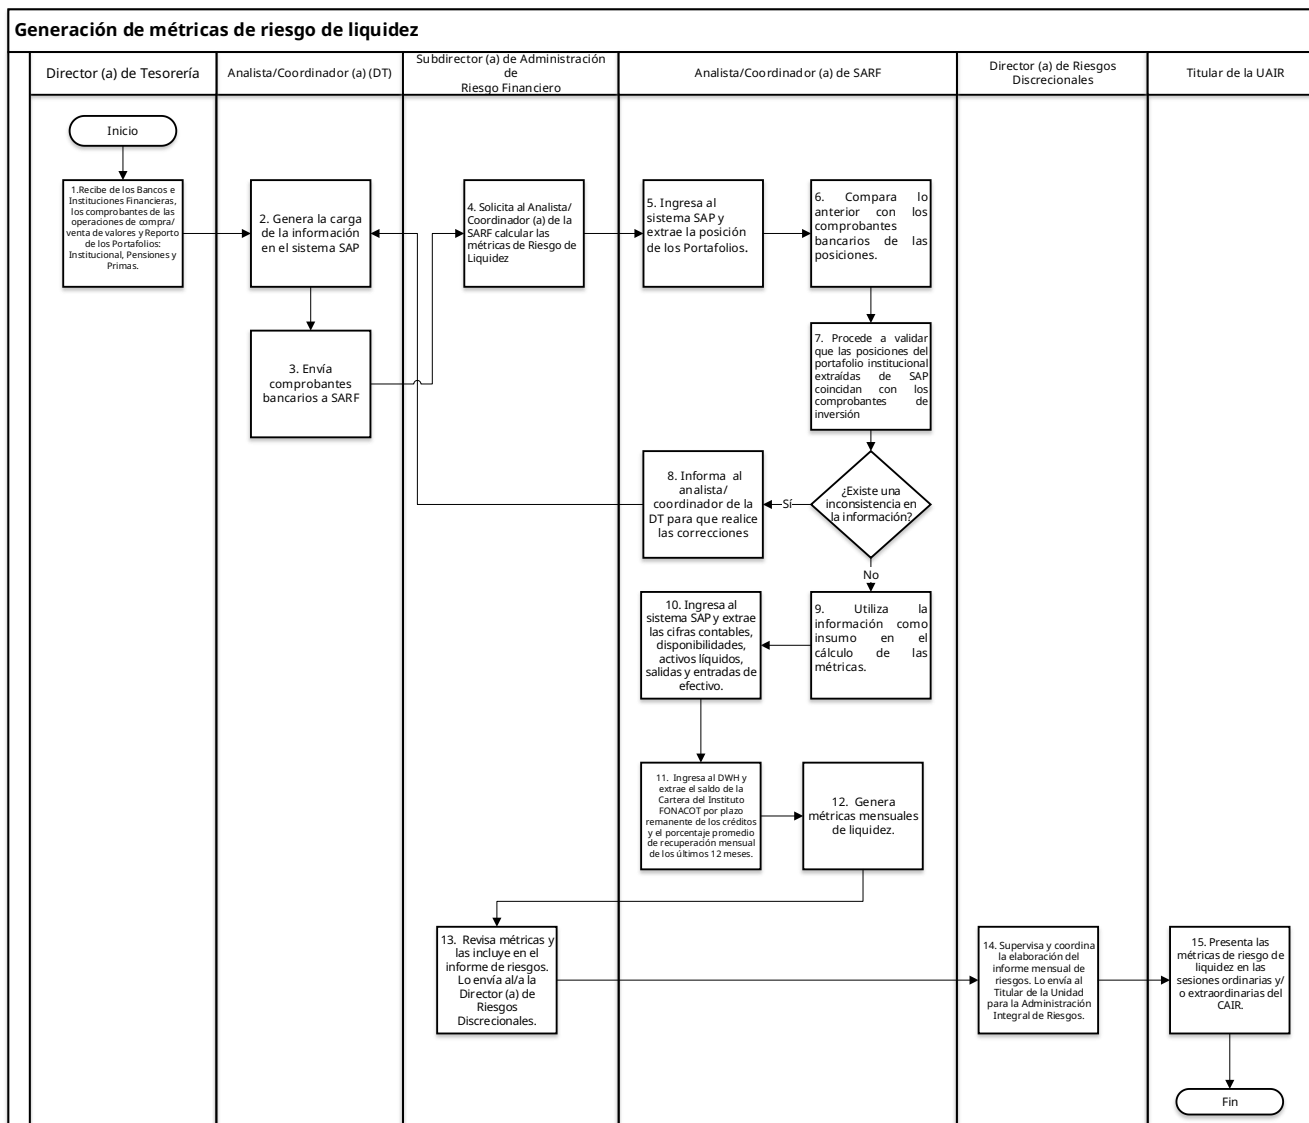 Generación de métricas de riesgo de liquidez
Director (a) de Tesorería
Analista/Coordinador (a) (DT)
Subdirector (a) de Administración
de
Riesgo Financiero
Analista/Coordinador (a) de SARF
Director (a) de Riesgos
Discrecionales
Titular de la UAIR
Inicio
1.Recibe de los Bancos e
Instituciones Financieras,
los comprobantes de las
operaciones de compra/
venta de valores y Reporto
de los Portafolios:
Institucional, Pensiones y
Primas.
2. Genera la carga
de la información
en el sistema SAP
3. Envía
comprobantes
bancarios a SARF
4. Solicita al Analista/
Coordinador (a) de la
SARF calcular las
métricas de Riesgo de
Liquidez
5. Ingresa al
sistema SAP y
extrae la posición
de los Portafolios.
6. Compara lo
anterior con los
comprobantes
bancarios de las
posiciones.
7. Procede a validar
que las posiciones del
portafolio institucional
extraídas de SAP
coincidan con los
comprobantes de
inversión
¿Existe una
inconsistencia en
la información?
Sí
No
8. Informa al
analista/
coordinador de la
DT para que realice
las correcciones
9. Utiliza la
información como
insumo en el
cálculo de las
métricas.
10. Ingresa al
sistema SAP y extrae
las cifras contables,
disponibilidades,
activos líquidos,
salidas y entradas de
efectivo.
11. Ingresa al DWH y
extrae el saldo de la
Cartera del Instituto
FONACOT por plazo
remanente de los créditos
y el porcentaje promedio
de recuperación mensual
de los últimos 12 meses.
12. Genera
métricas mensuales
de liquidez.
13. Revisa métricas y
las incluye en el
informe de riesgos.
Lo envía al/a la
Director (a) de
Riesgos
Discrecionales.
14. Supervisa y coordina
la elaboración del
informe mensual de
riesgos. Lo envía al
Titular de la Unidad
para la Administración
Integral de Riesgos.
15. Presenta las
métricas de riesgo de
liquidez en las
sesiones ordinarias y/
o extraordinarias del
CAIR.
Fin